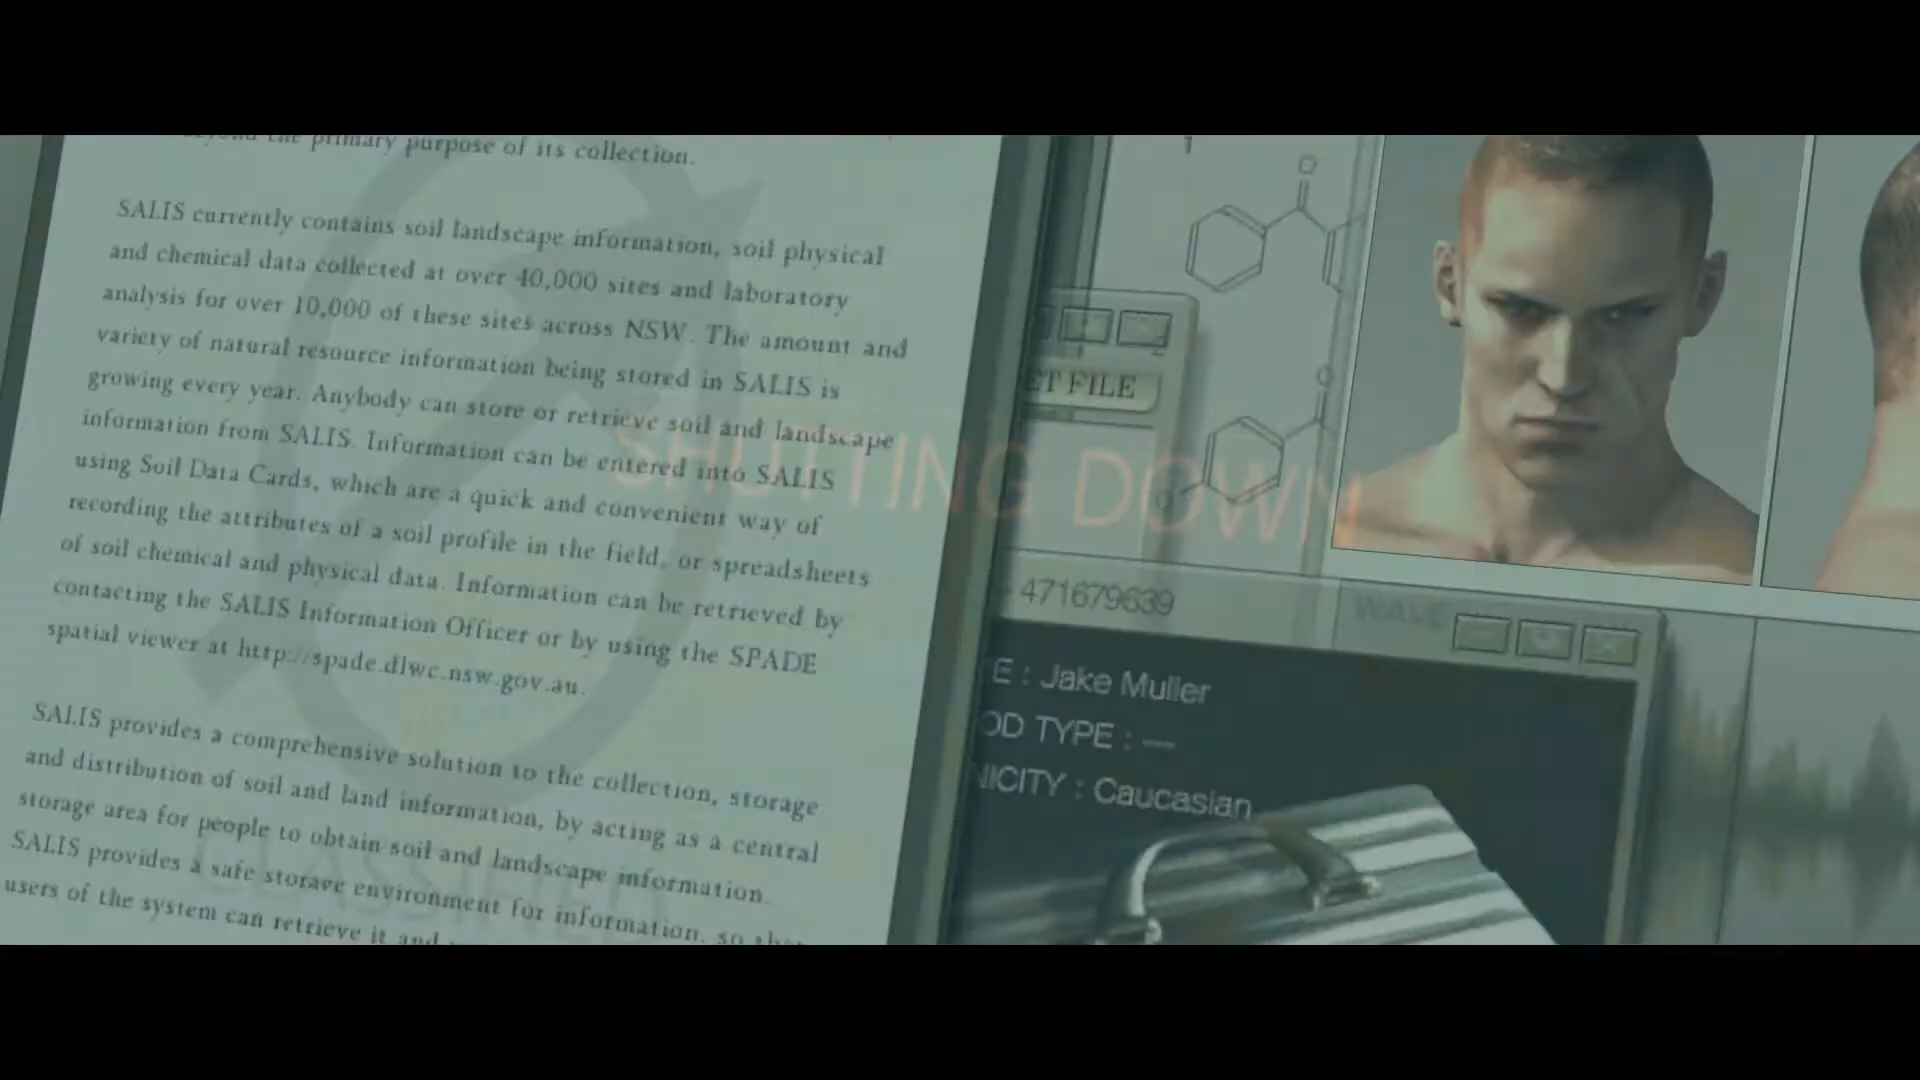 beyond the primary purpose of its collection.
SALIS currently contains soil landscape information, soil physical
and chemical data collected at over 40,000 sites and laboratory
analysis for over 10,000 of these sites across NSW. The amount and
variety of natural resource information being stored in SALIS is
growing every year. Anybody can store or retrieve soil and landscape
information from SALIS. Information can be entered into SALIS
using Soil Data Cards, which are a quick and convenient way of
recording the attributes of a soil profile in the field, or spreadsheets
of soil chemical and physical data. Information can be retrieved by
contacting the SALIS Information Officer or by using the SPADE
spatial viewer at http://spade.dlwc.nsw.gov.au.
SALIS provides a comprehensive solution to the collection, storage
and distribution of soil and land information, by acting as a central
storage area for people to obtain soil and landscape information.
SALIS provides a safe storage environment for information, so that
users of the system can retrieve it and
CLASSIFIED
SHUTTING DOWN
1
O
O
O
ET FILE
- 471679639
WAVE
E : Jake Muller
OD TYPE : —
NICITY : Caucasian